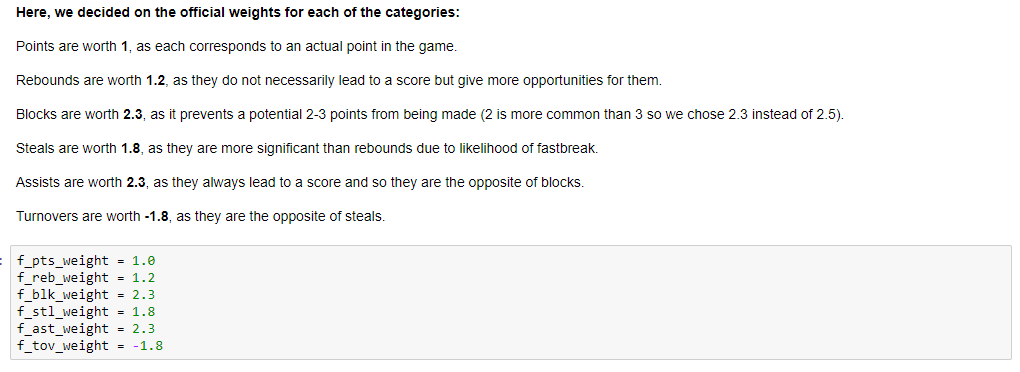 Here, we decided on the official weights for each of the categories:
Points are worth 1, as each corresponds to an actual point in the game.
Rebounds are worth 1.2, as they do not necessarily lead to a score but give more opportunities for them.
Blocks are worth 2.3, as it prevents a potential 2-3 points from being made (2 is more common than 3 so we chose 2.3 instead of 2.5).
Steals are worth 1.8, as they are more significant than rebounds due to likelihood of fastbreak.
Assists are worth 2.3, as they always lead to a score and so they are the opposite of blocks.
Turnovers are worth -1.8, as they are the opposite of steals.
f_pts_weight = 1.0
f_reb_weight = 1.2
f_blk_weight = 2.3
f_stl_weight = 1.8
f_ast_weight = 2.3
f_tov_weight = -1.8